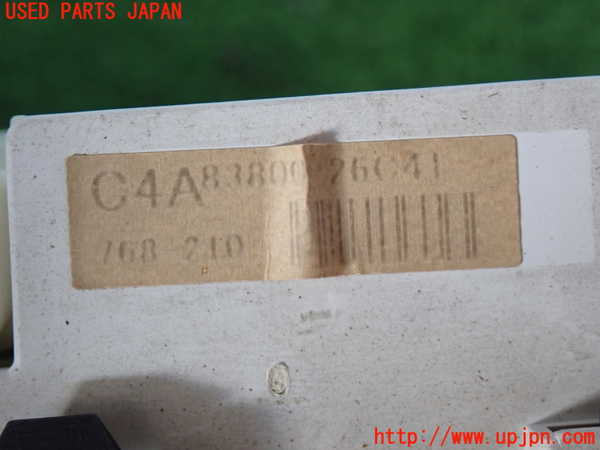 USED PARTS JAPAN
C4A 83800 26C41
768-210
http://www.upjpn.com/